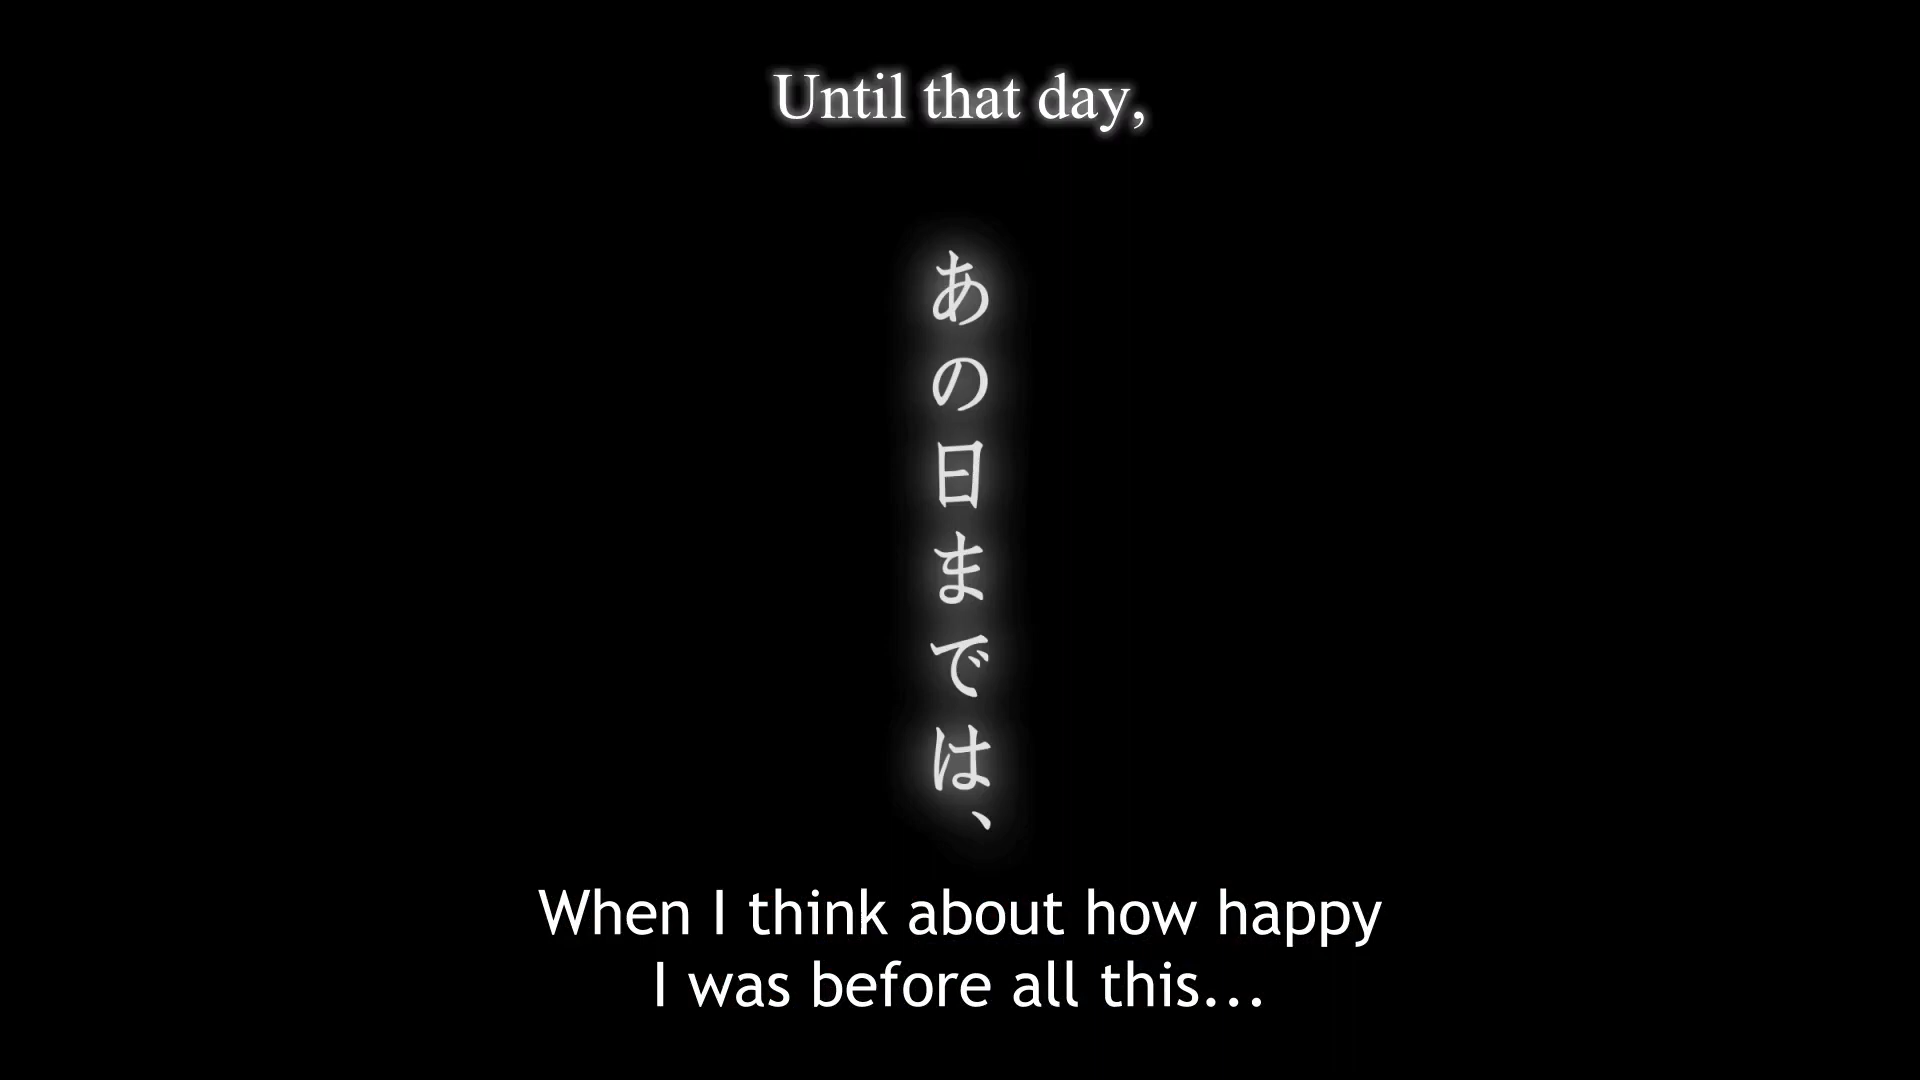 Until that day,
あの日までは、
When I think about how happy
I was before all this...